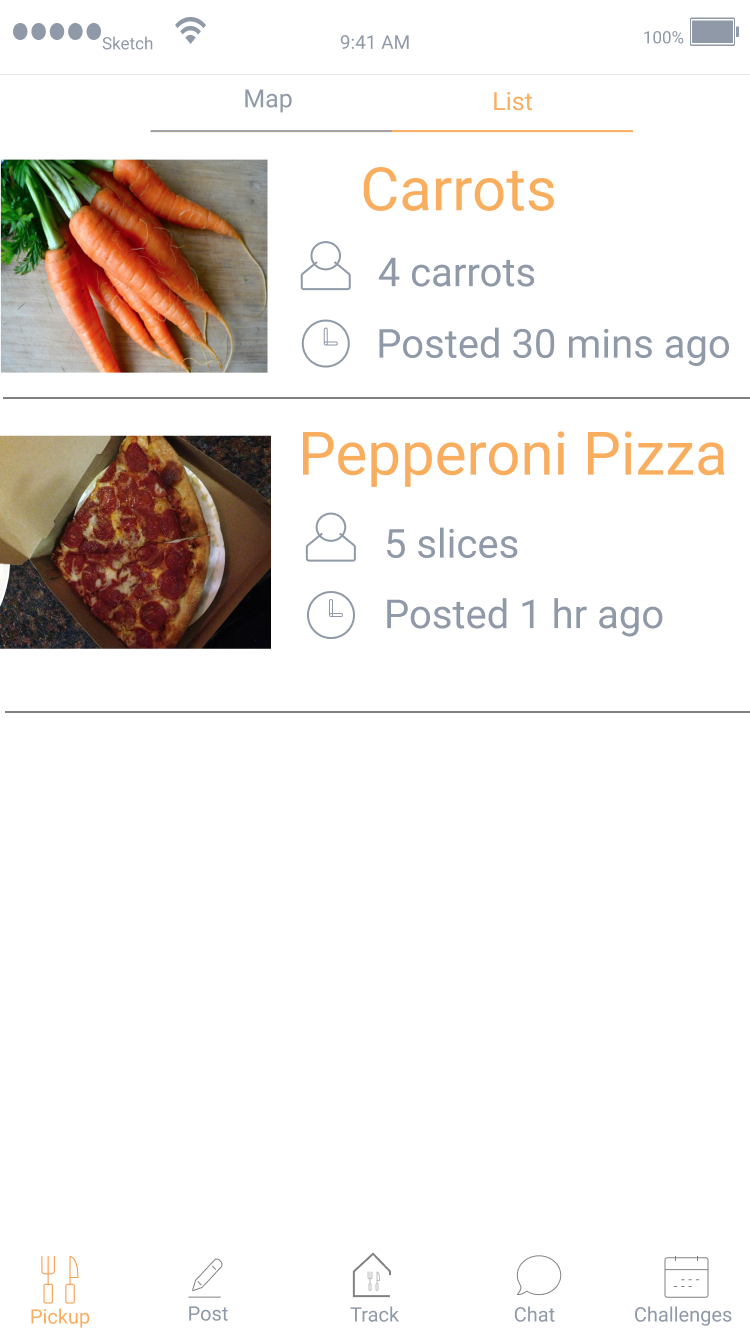 Sketch
9:41 AM
100%
Map
List
Carrots
4 carrots
Posted 30 mins ago
Pepperoni Pizza
5 slices
Posted 1 hr ago
Pickup
Post
Track
Chat
Challenges